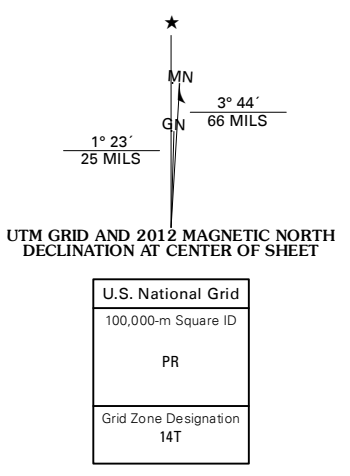 ★
MN
3° 44´
66 MILS
GN
1° 23´
25 MILS
UTM GRID AND 2012 MAGNETIC NORTH
DECLINATION AT CENTER OF SHEET
U.S. National Grid
100,000-m Square ID
PR
Grid Zone Designation
14T